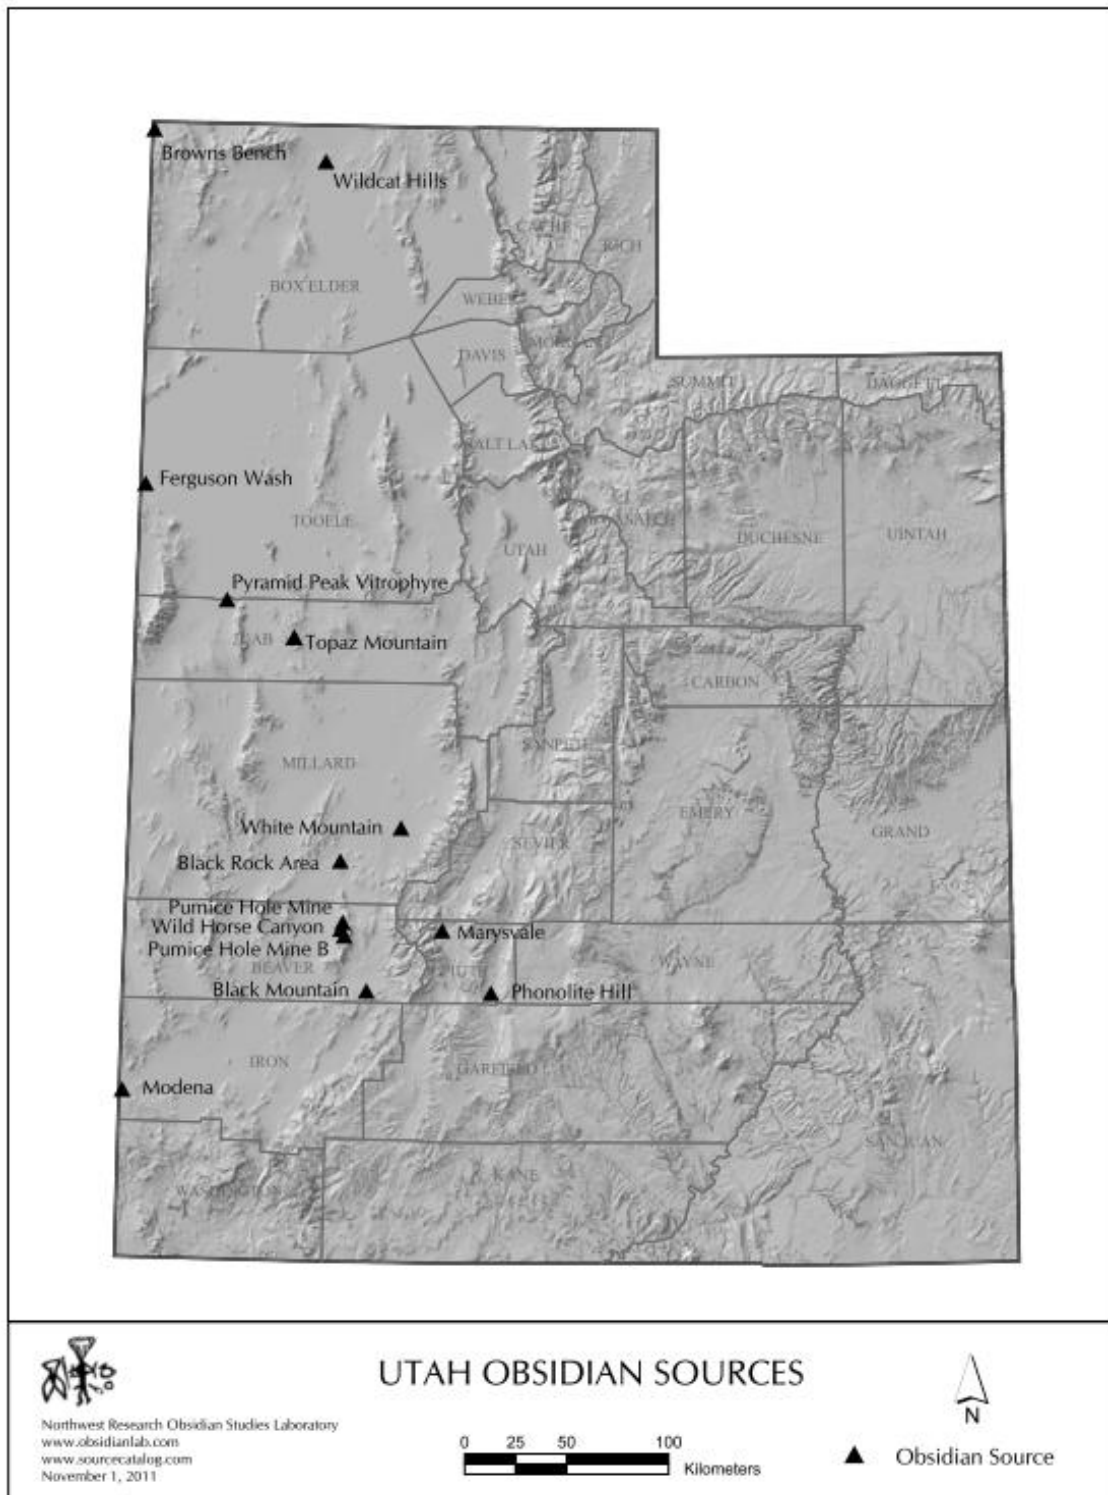 Browns Bench
Wildcat Hills
CACHE
RICH
BOX ELDER
WEBER
MORGAN
DAVIS
SUMMIT
DAGGETT
SALT LAKE
Ferguson Wash
TOOELE
WASATCH
DUCHESNE
UINTAH
UTAH
Pyramid Peak Vitrophyre
JUAB
Topaz Mountain
CARBON
SANPETE
MILLARD
EMERY
White Mountain
GRAND
SEVIER
Black Rock Area
Pumice Hole Mine
Wild Horse Canyon
Marysvale
Pumice Hole Mine B
BEAVER
PIUTE
WAYNE
Black Mountain
Phonolite Hill
IRON
GARFIELD
Modena
SAN JUAN
KANE
WASHINGTON
UTAH OBSIDIAN SOURCES
N
Northwest Research Obsidian Studies Laboratory
www.obsidianlab.com
www.sourcecatalog.com
November 1, 2011
0 25 50 100
Kilometers
Obsidian Source